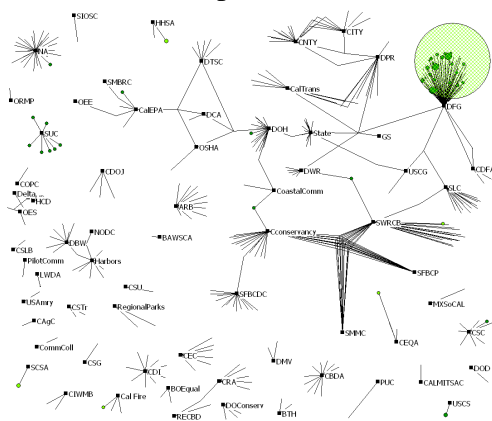 SIOSC
HHSA
CITY
CNTY
NA
DTSC
DPR
SMBRC
CalTrans
ORMP
OEE
CalEPA
DCA
DFG
SUC
DOH
State
GS
OSHA
CDOJ
DWR
USCG
CDFA
COPC
Delta, ...
HCD
OES
ARB
CoastalComm
SLC
NODC
DBW
BAWSCA
Cconservancy
SWRCB
CSLB
PilotComm
Harbors
LWDA
SFBCP
CSU
SFBCDC
USAmry
CSTr
RegionalParks
MXSoCAL
CAgC
SMMC
CEQA
CSC
CommColl
CSG
CEC
DMV
SCSA
CDI
CRA
CBDA
DOD
CIWMB
Cal Fire
BOEqual
PUC
CALMITSAC
DOConserv
RECBD
BTH
USCS